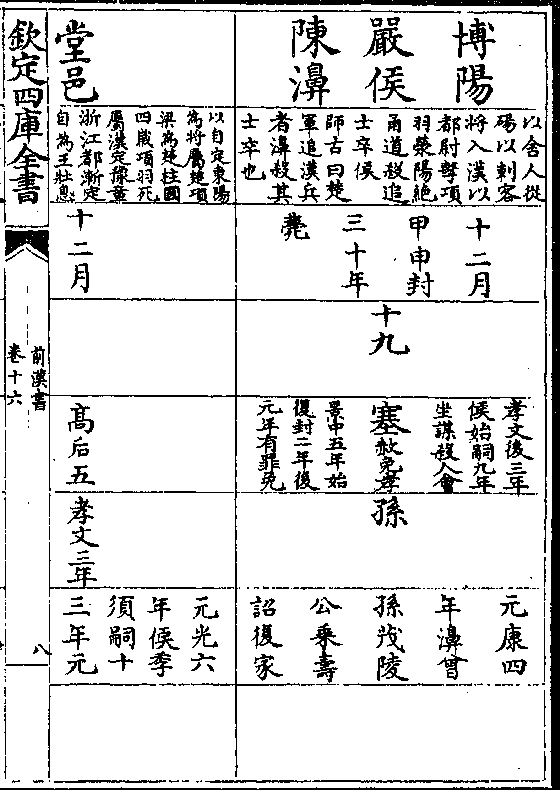 博陽
嚴侯
陳濞
以舍人從
碭以刺客
將入漢以
都尉擊項
羽滎陽絕
甬道殺追
士卒侯
師古曰楚
軍追漢兵
者濞殺其
士卒也
十二月
甲申封
三十年
薨
十九
孝文後三年
侯始嗣九年
坐謀殺人會
赦免孝
塞
景中五年始
復封二年後
元年有罪免
孫
元康四
年濞曾
孫茂陵
公乗壽
詔復家
堂邑
以自定東陽
為將屬楚項
梁為楚柱國
四歲項羽死
屬漢定豫章
浙江都漸定
自為王壮息
十二月
高后五
孝文三年
元光六
年侯季
須嗣十
三年元
欽定四庫全書
前漢書
卷十六
八